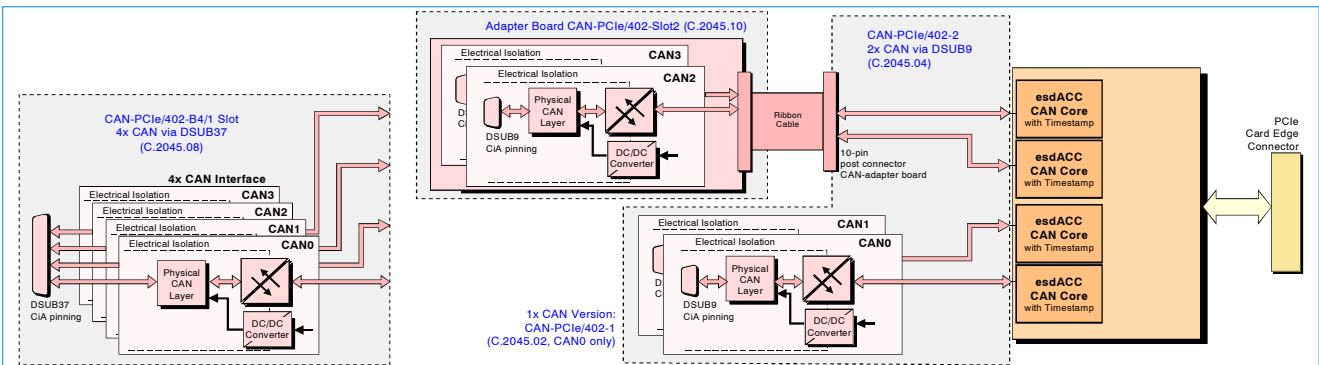 Adapter Board CAN-PCIe/402-Slot2 (C.2045.10)
Electrical Isolation
CAN3
Electrical Isolation
CAN2
Physical
CAN
Layer
DSUB9
CiA pinning
DC/DC
Converter
Ribbon
Cable
CAN-PCIe/402-2
2x CAN via DSUB9
(C.2045.04)
10-pin
post connector
CAN-adapter board
CAN-PCIe/402-B4/1 Slot
4x CAN via DSUB37
(C.2045.08)
4x CAN Interface
Electrical Isolation
CAN3
Electrical Isolation
CAN2
Electrical Isolation
CAN1
Electrical Isolation
CAN0
Physical
CAN
Layer
DSUB37
CiA pinning
DC/DC
Converter
Electrical Isolation
CAN1
Electrical Isolation
CAN0
Physical
CAN
Layer
DSUB9
CiA pinning
DC/DC
Converter
1x CAN Version:
CAN-PCIe/402-1
(C.2045.02, CAN0 only)
esdACC
CAN Core
with Timestamp
esdACC
CAN Core
with Timestamp
esdACC
CAN Core
with Timestamp
esdACC
CAN Core
with Timestamp
PCIe
Card Edge
Connector